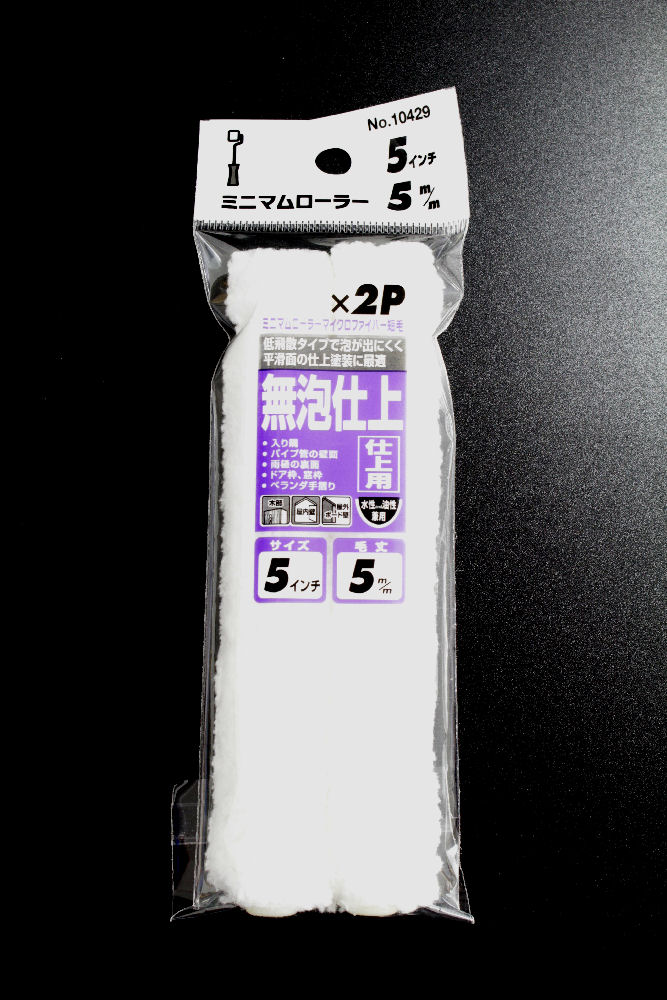 No.10429
5インチ
ミニマムローラー
5m/m
×2P
ミニマムローラーマイクロファイバー短毛
低飛散タイプで泡が出にくく
平滑面の仕上塗装に最適
無泡仕上
• 入り隅
• パイプ管の壁面
• 雨樋の裏面
• ドア枠、窓枠
• ベランダ手摺り
仕上用
木部
屋内壁
屋外
ボード壁
水性 油性
兼用
サイズ
5インチ
毛丈
5m/m